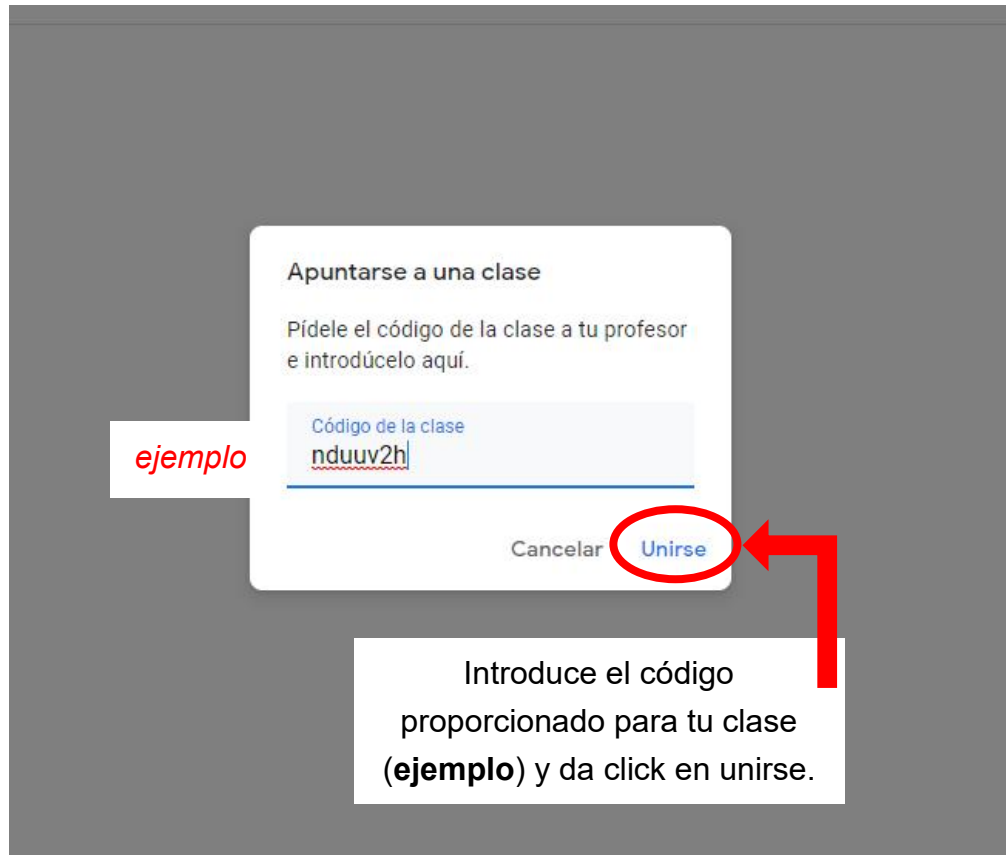 Apuntarse a una clase
Pídele el código de la clase a tu profesor
e introdúcelo aquí.
ejemplo
Código de la clase
nduuv2h
Cancelar
Unirse
Introduce el código
proporcionado para tu clase
(ejemplo) y da click en unirse.